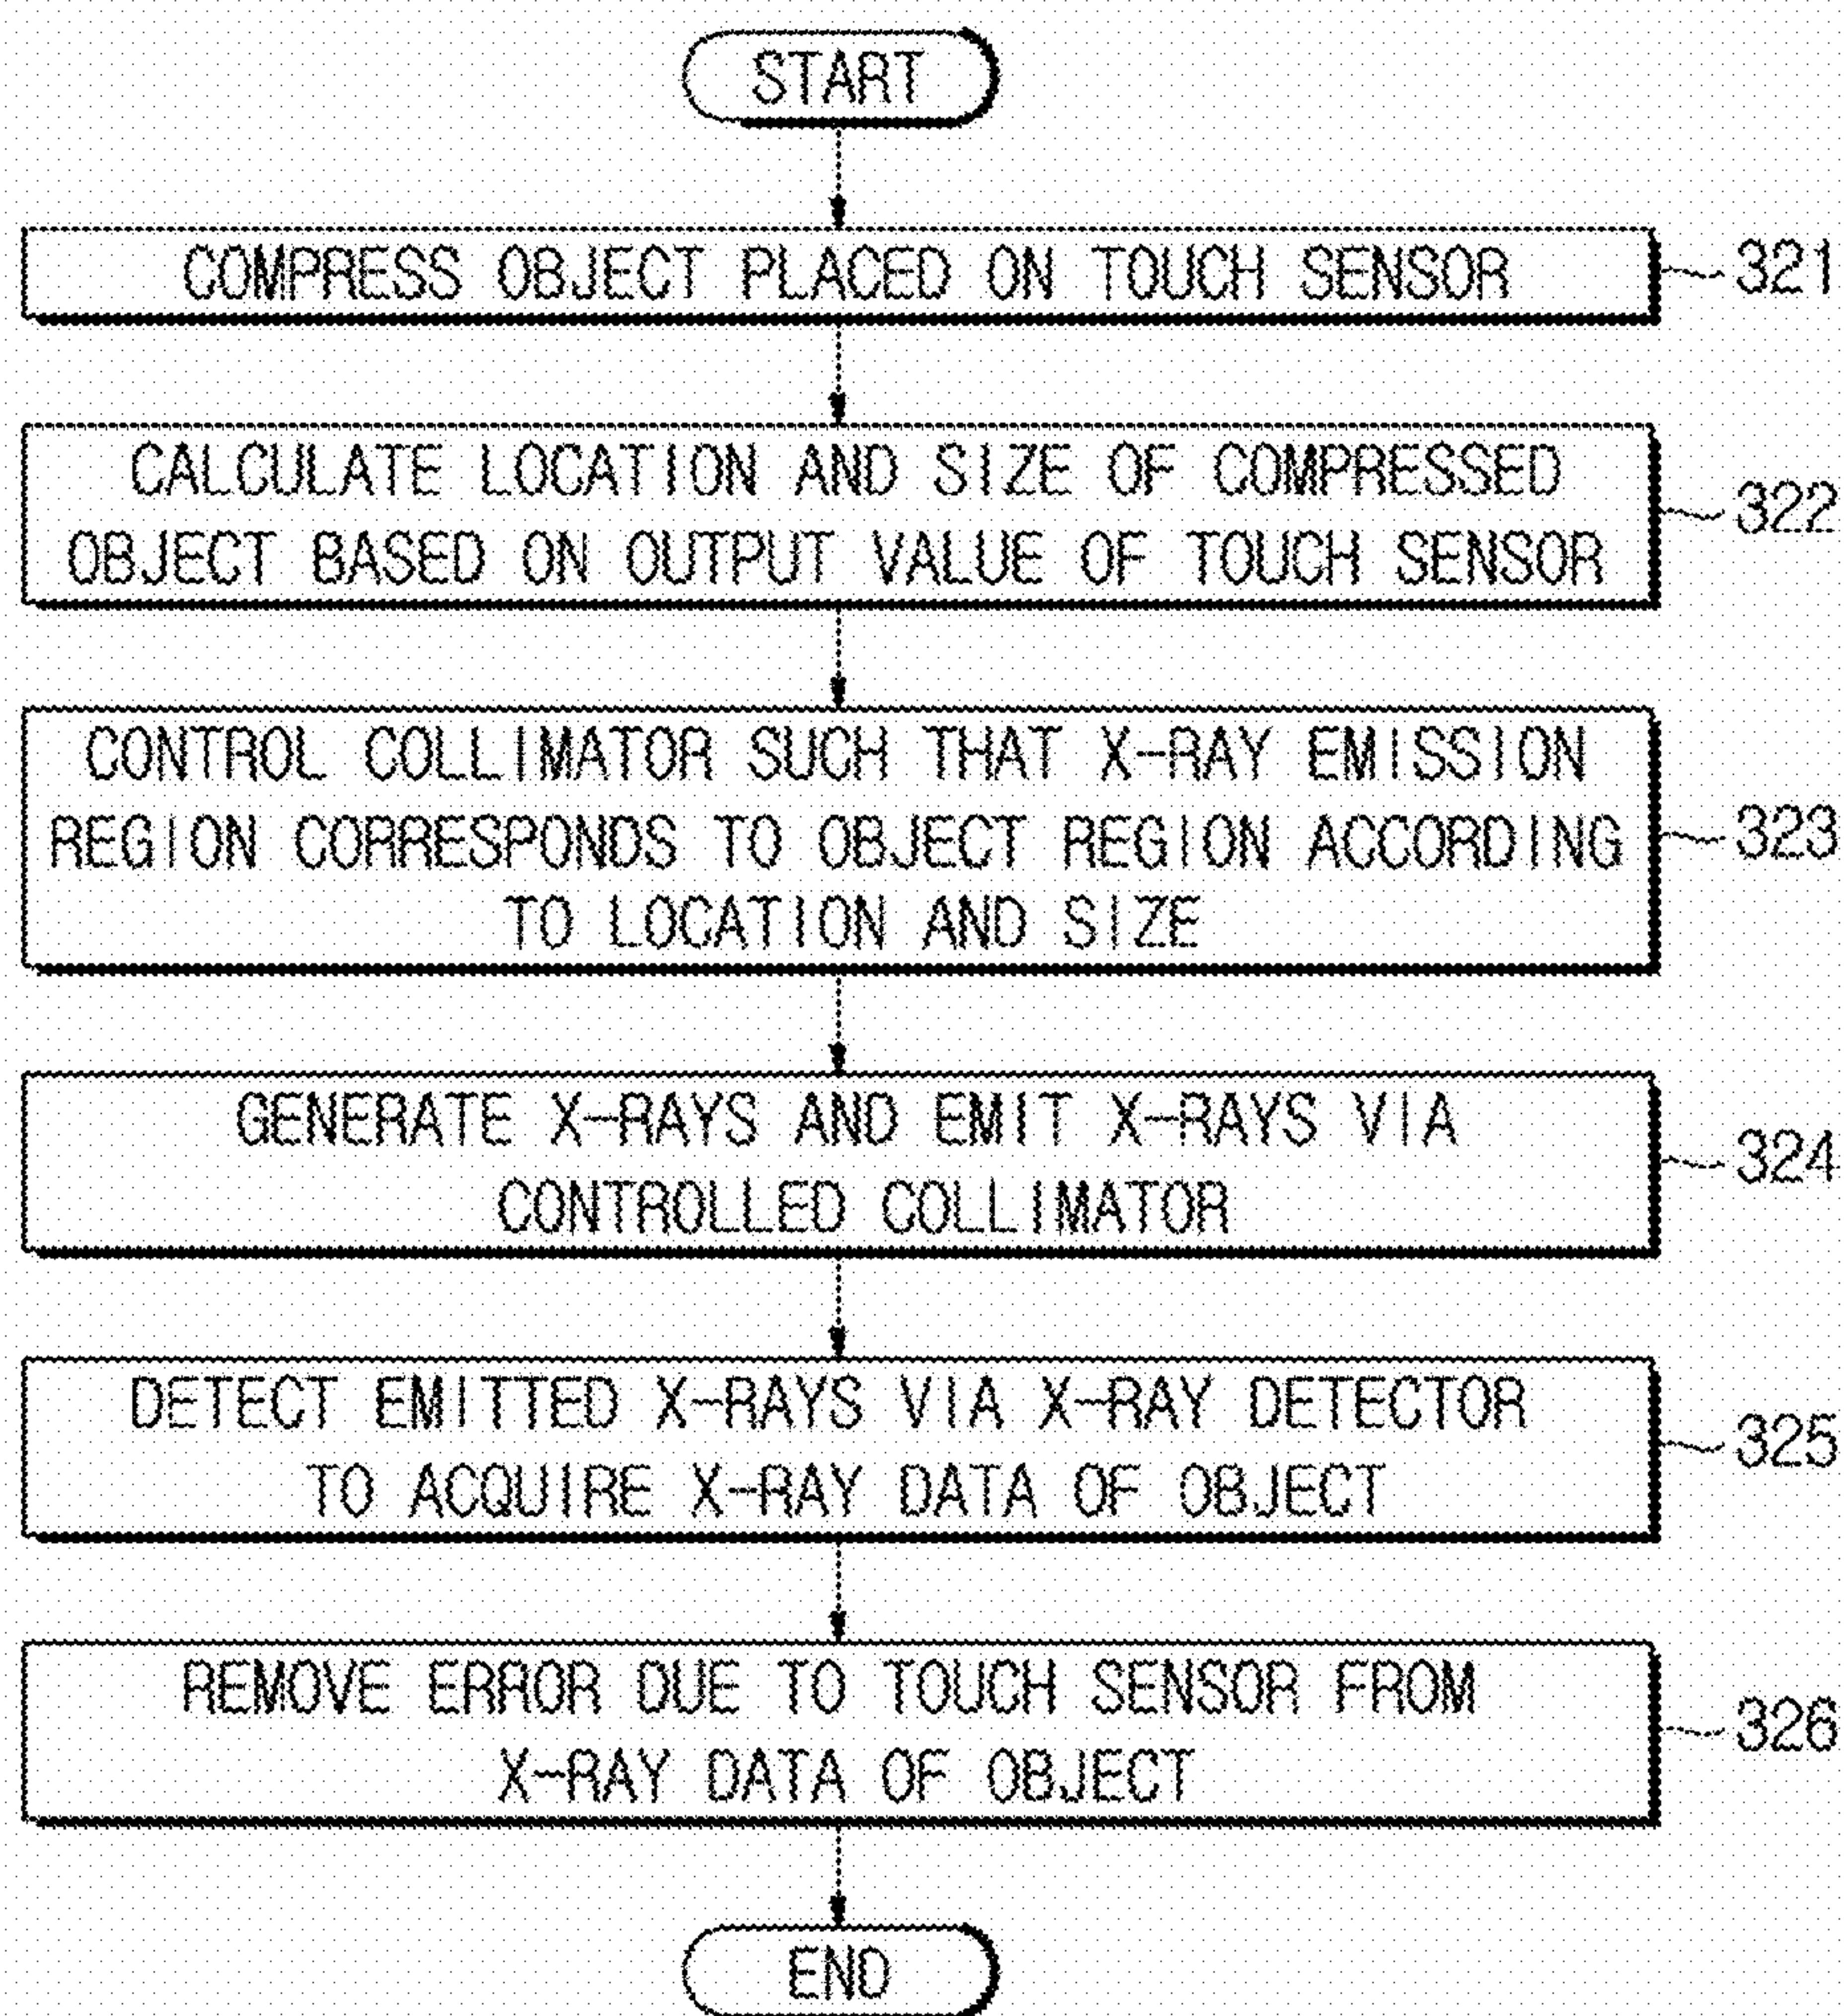 START
COMPRESS OBJECT PLACED ON TOUCH SENSOR
321
CALCULATE LOCATION AND SIZE OF COMPRESSED
OBJECT BASED ON OUTPUT VALUE OF TOUCH SENSOR
322
CONTROL COLLIMATOR SUCH THAT X-RAY EMISSION
REGION CORRESPONDS TO OBJECT REGION ACCORDING
TO LOCATION AND SIZE
323
GENERATE X-RAYS AND EMIT X-RAYS VIA
CONTROLLED COLLIMATOR
324
DETECT EMITTED X-RAYS VIA X-RAY DETECTOR
TO ACQUIRE X-RAY DATA OF OBJECT
325
REMOVE ERROR DUE TO TOUCH SENSOR FROM
X-RAY DATA OF OBJECT
326
END